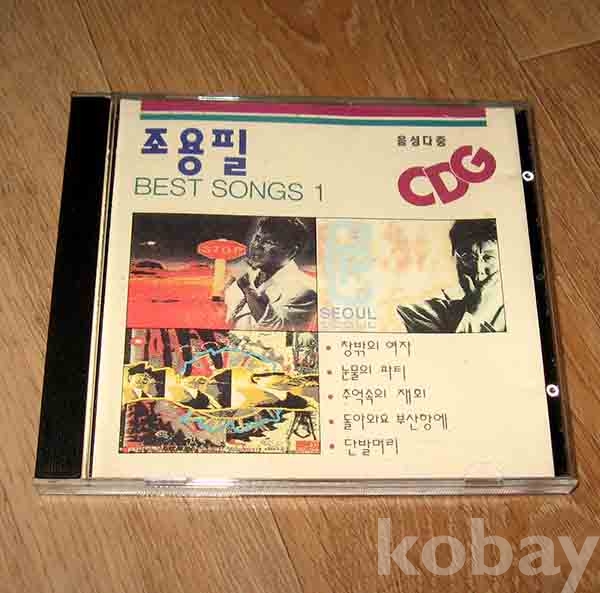 조용필
BEST SONGS 1
음성다중
CDG
STOP
SEOUL
• 창밖의 여자
• 눈물의 파티
• 추억속의 재회
• 돌아와요 부산항에
• 단발머리
kobay